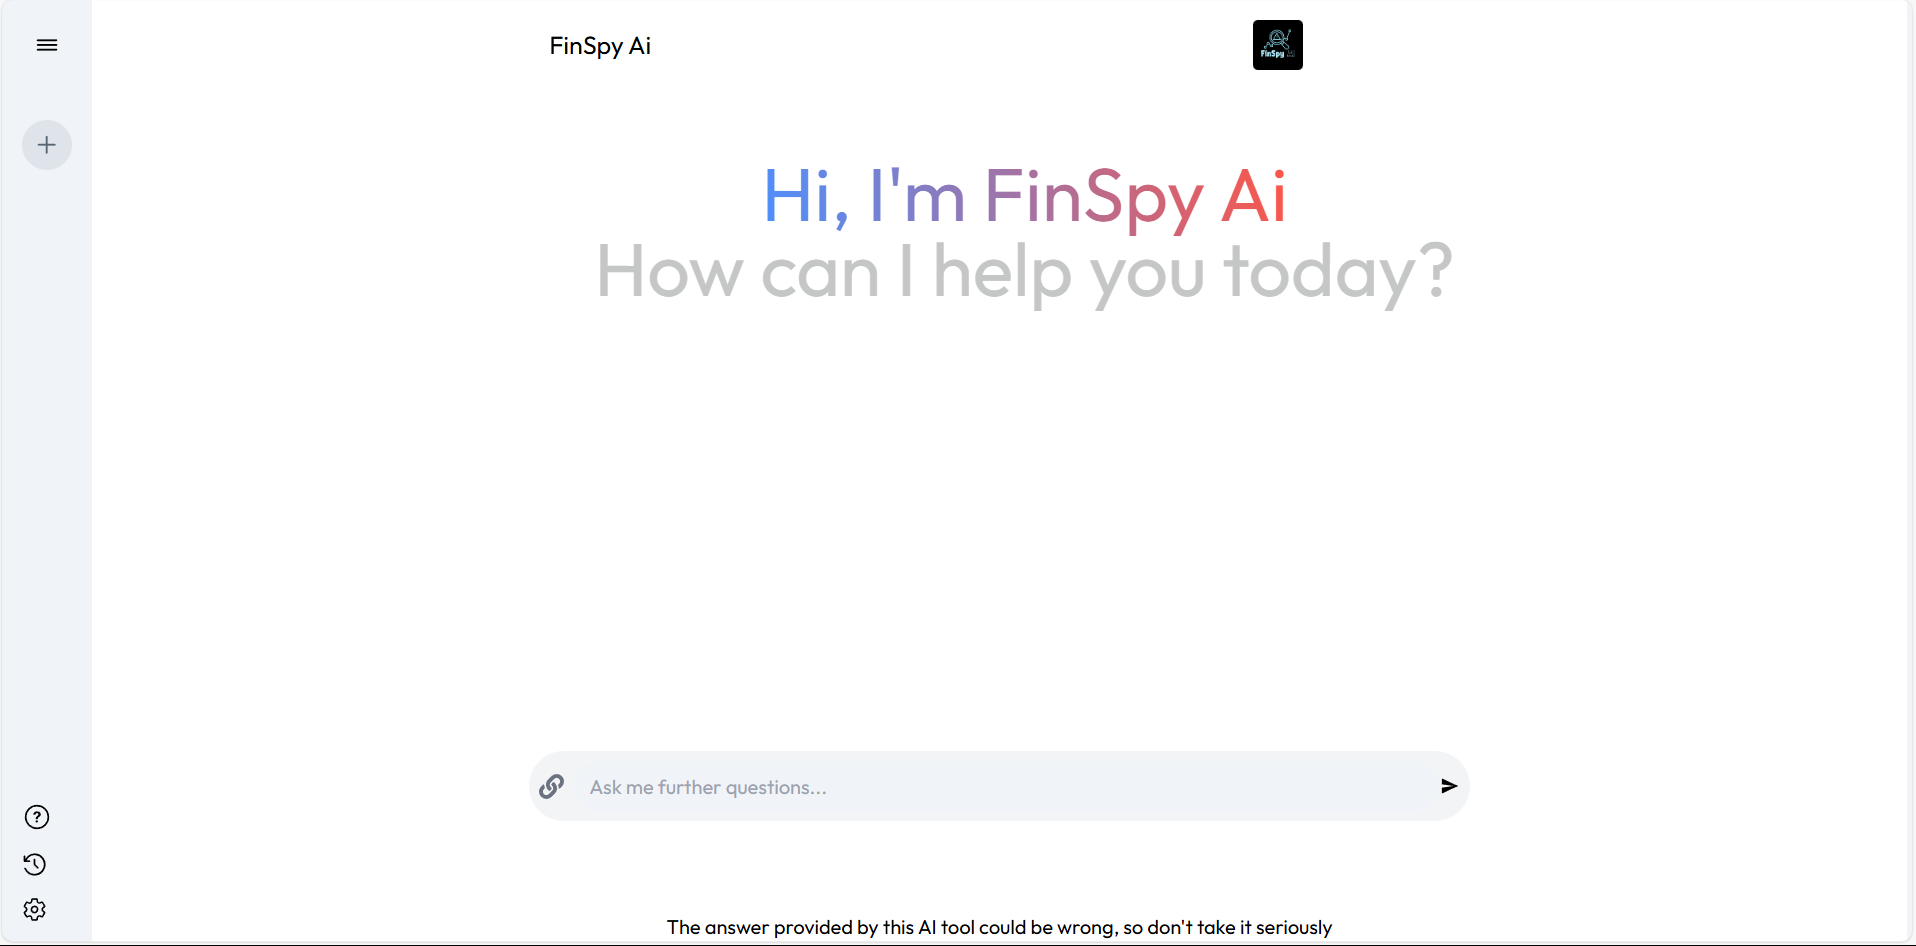 FinSpy Ai
FinSpy
Hi, I'm FinSpy Ai
How can I help you today?
Ask me further questions...
The answer provided by this AI tool could be wrong, so don't take it seriously